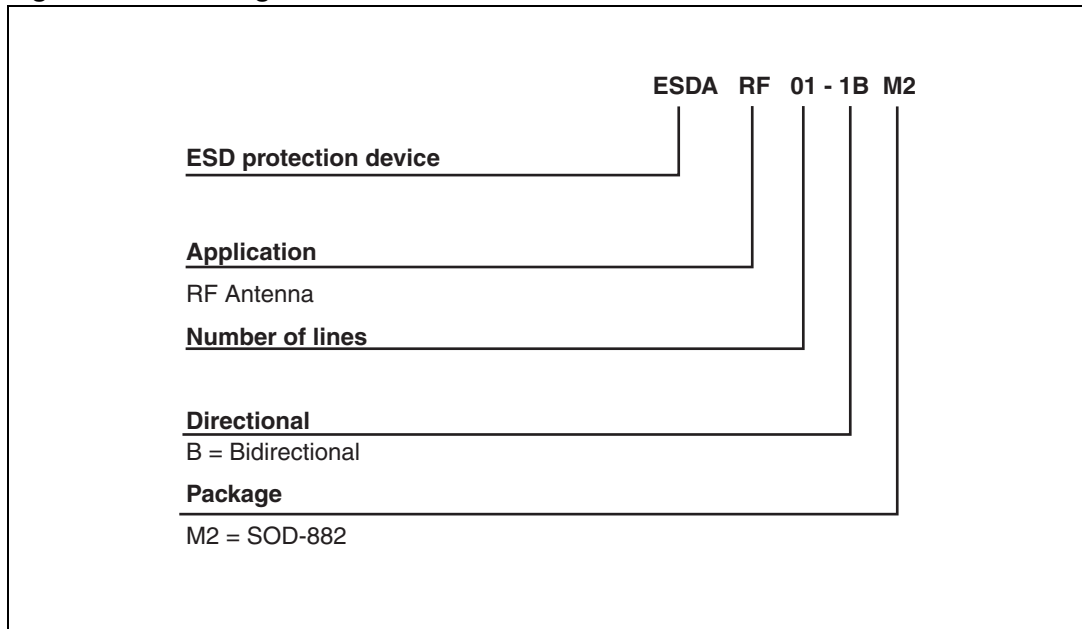 ESDA RF 01 - 1B M2
ESD protection device
Application
RF Antenna
Number of lines
Directional
B = Bidirectional
Package
M2 = SOD-882